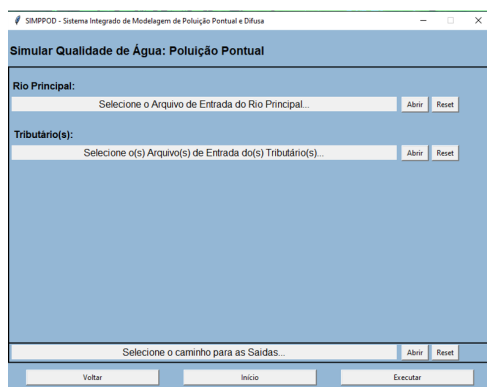 SIMPPOD - Sistema Integrado de Modelagem de Poluição Pontual e Difusa
Simular Qualidade de Água: Poluição Pontual
Rio Principal:
Selecione o Arquivo de Entrada do Rio Principal... Abrir Reset
Tributário(s):
Selecione o(s) Arquivo(s) de Entrada do(s) Tributário(s)... Abrir Reset
Selecione o caminho para as Saidas... Abrir Reset
Voltar Início Executar